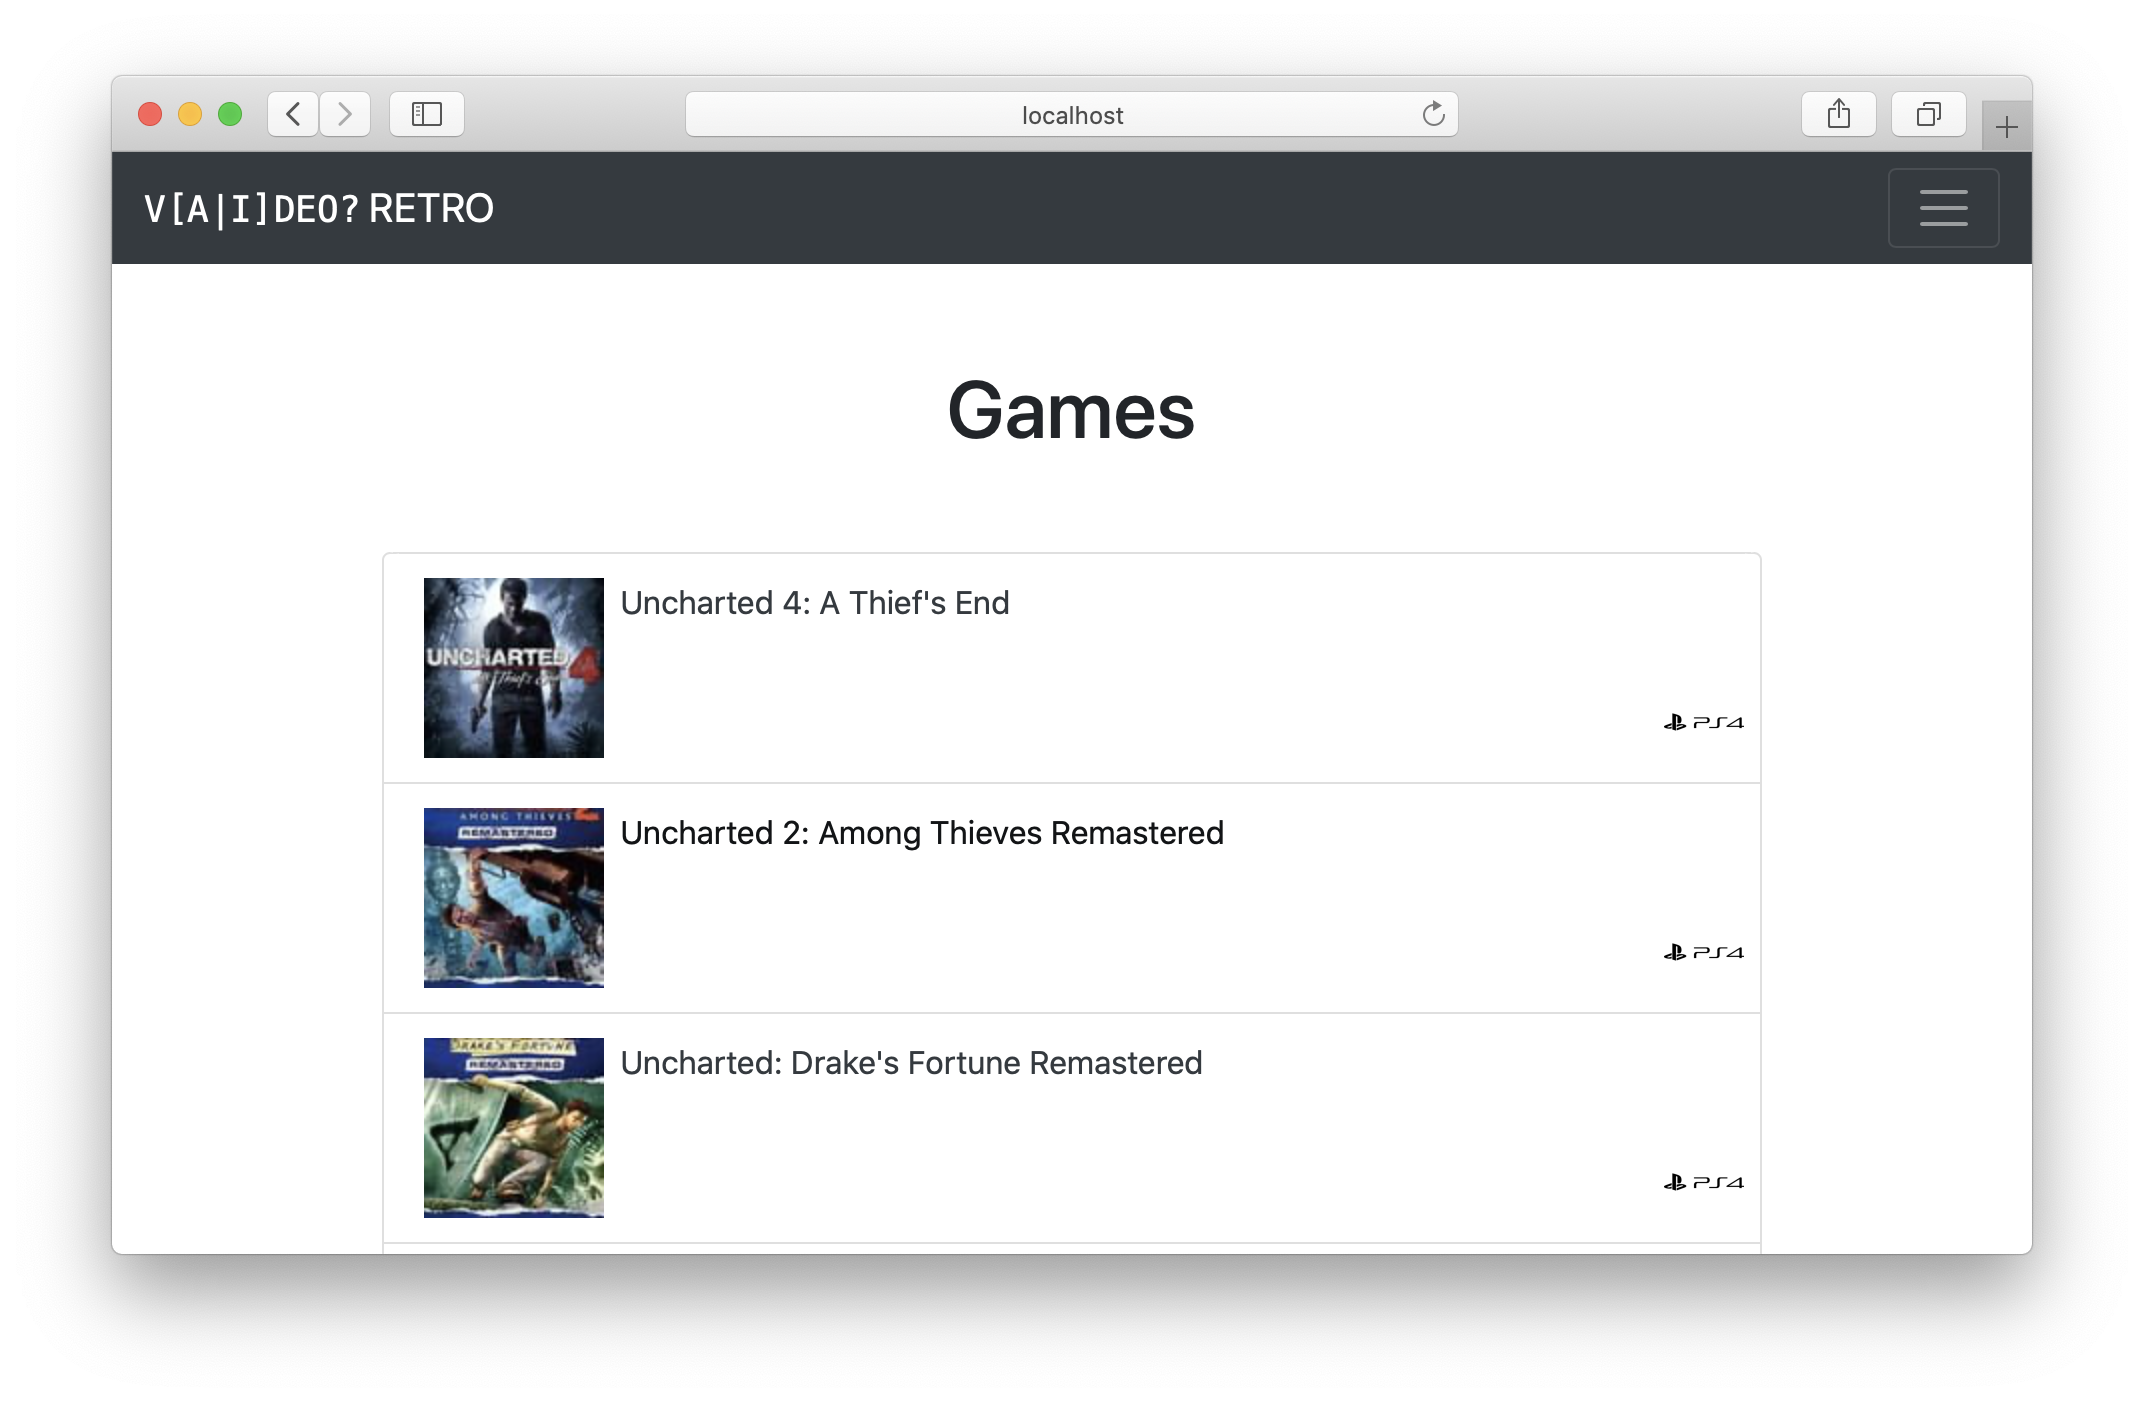 localhost
V[A|I]DEO? RETRO
Games
UNCHARTED 4
A Thief's End
Uncharted 4: A Thief's End
PS4
AMONG THIEVES 2
REMASTERED
Uncharted 2: Among Thieves Remastered
PS4
DRAKE'S FORTUNE
REMASTERED
Uncharted: Drake's Fortune Remastered
PS4